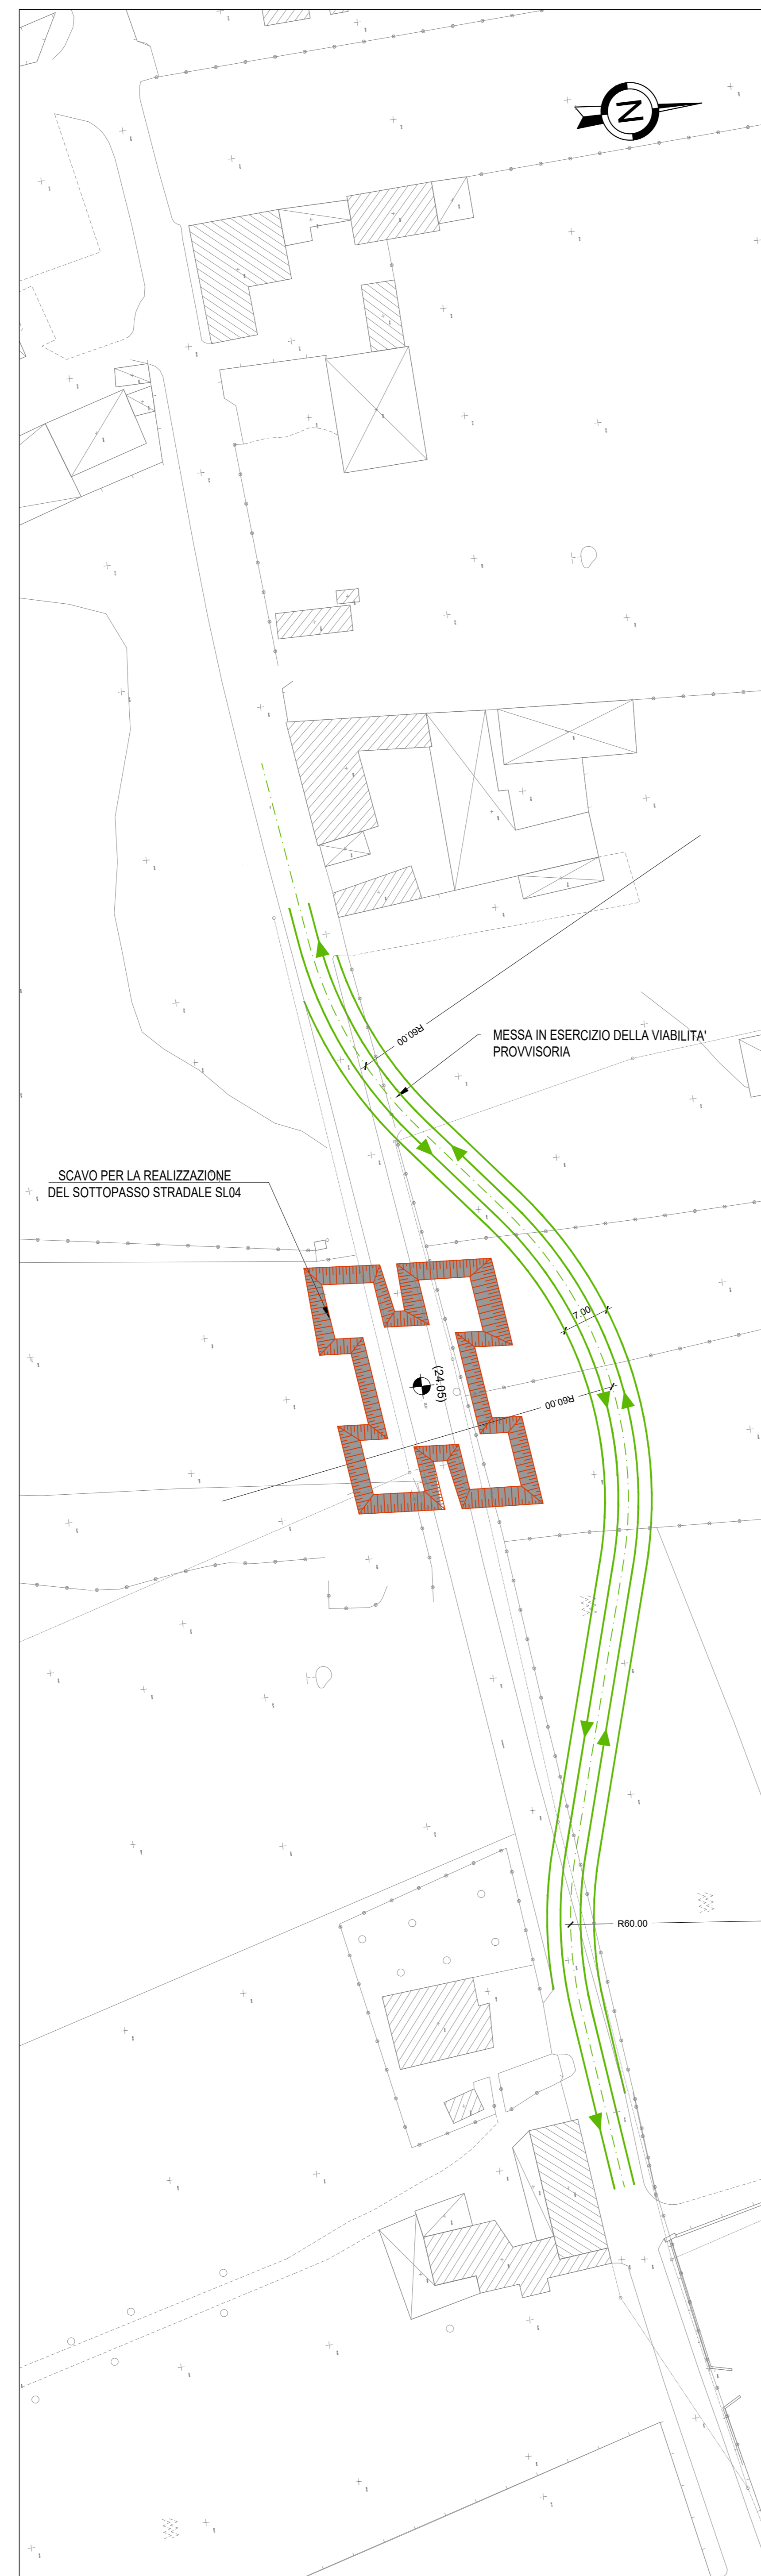 N
R60.00
MESSA IN ESERCIZIO DELLA VIABILITA'
PROVVISORIA
SCAVO PER LA REALIZZAZIONE
DEL SOTTOPASSO STRADALE SL04
7.00
(24.05)
R60.00
R60.00